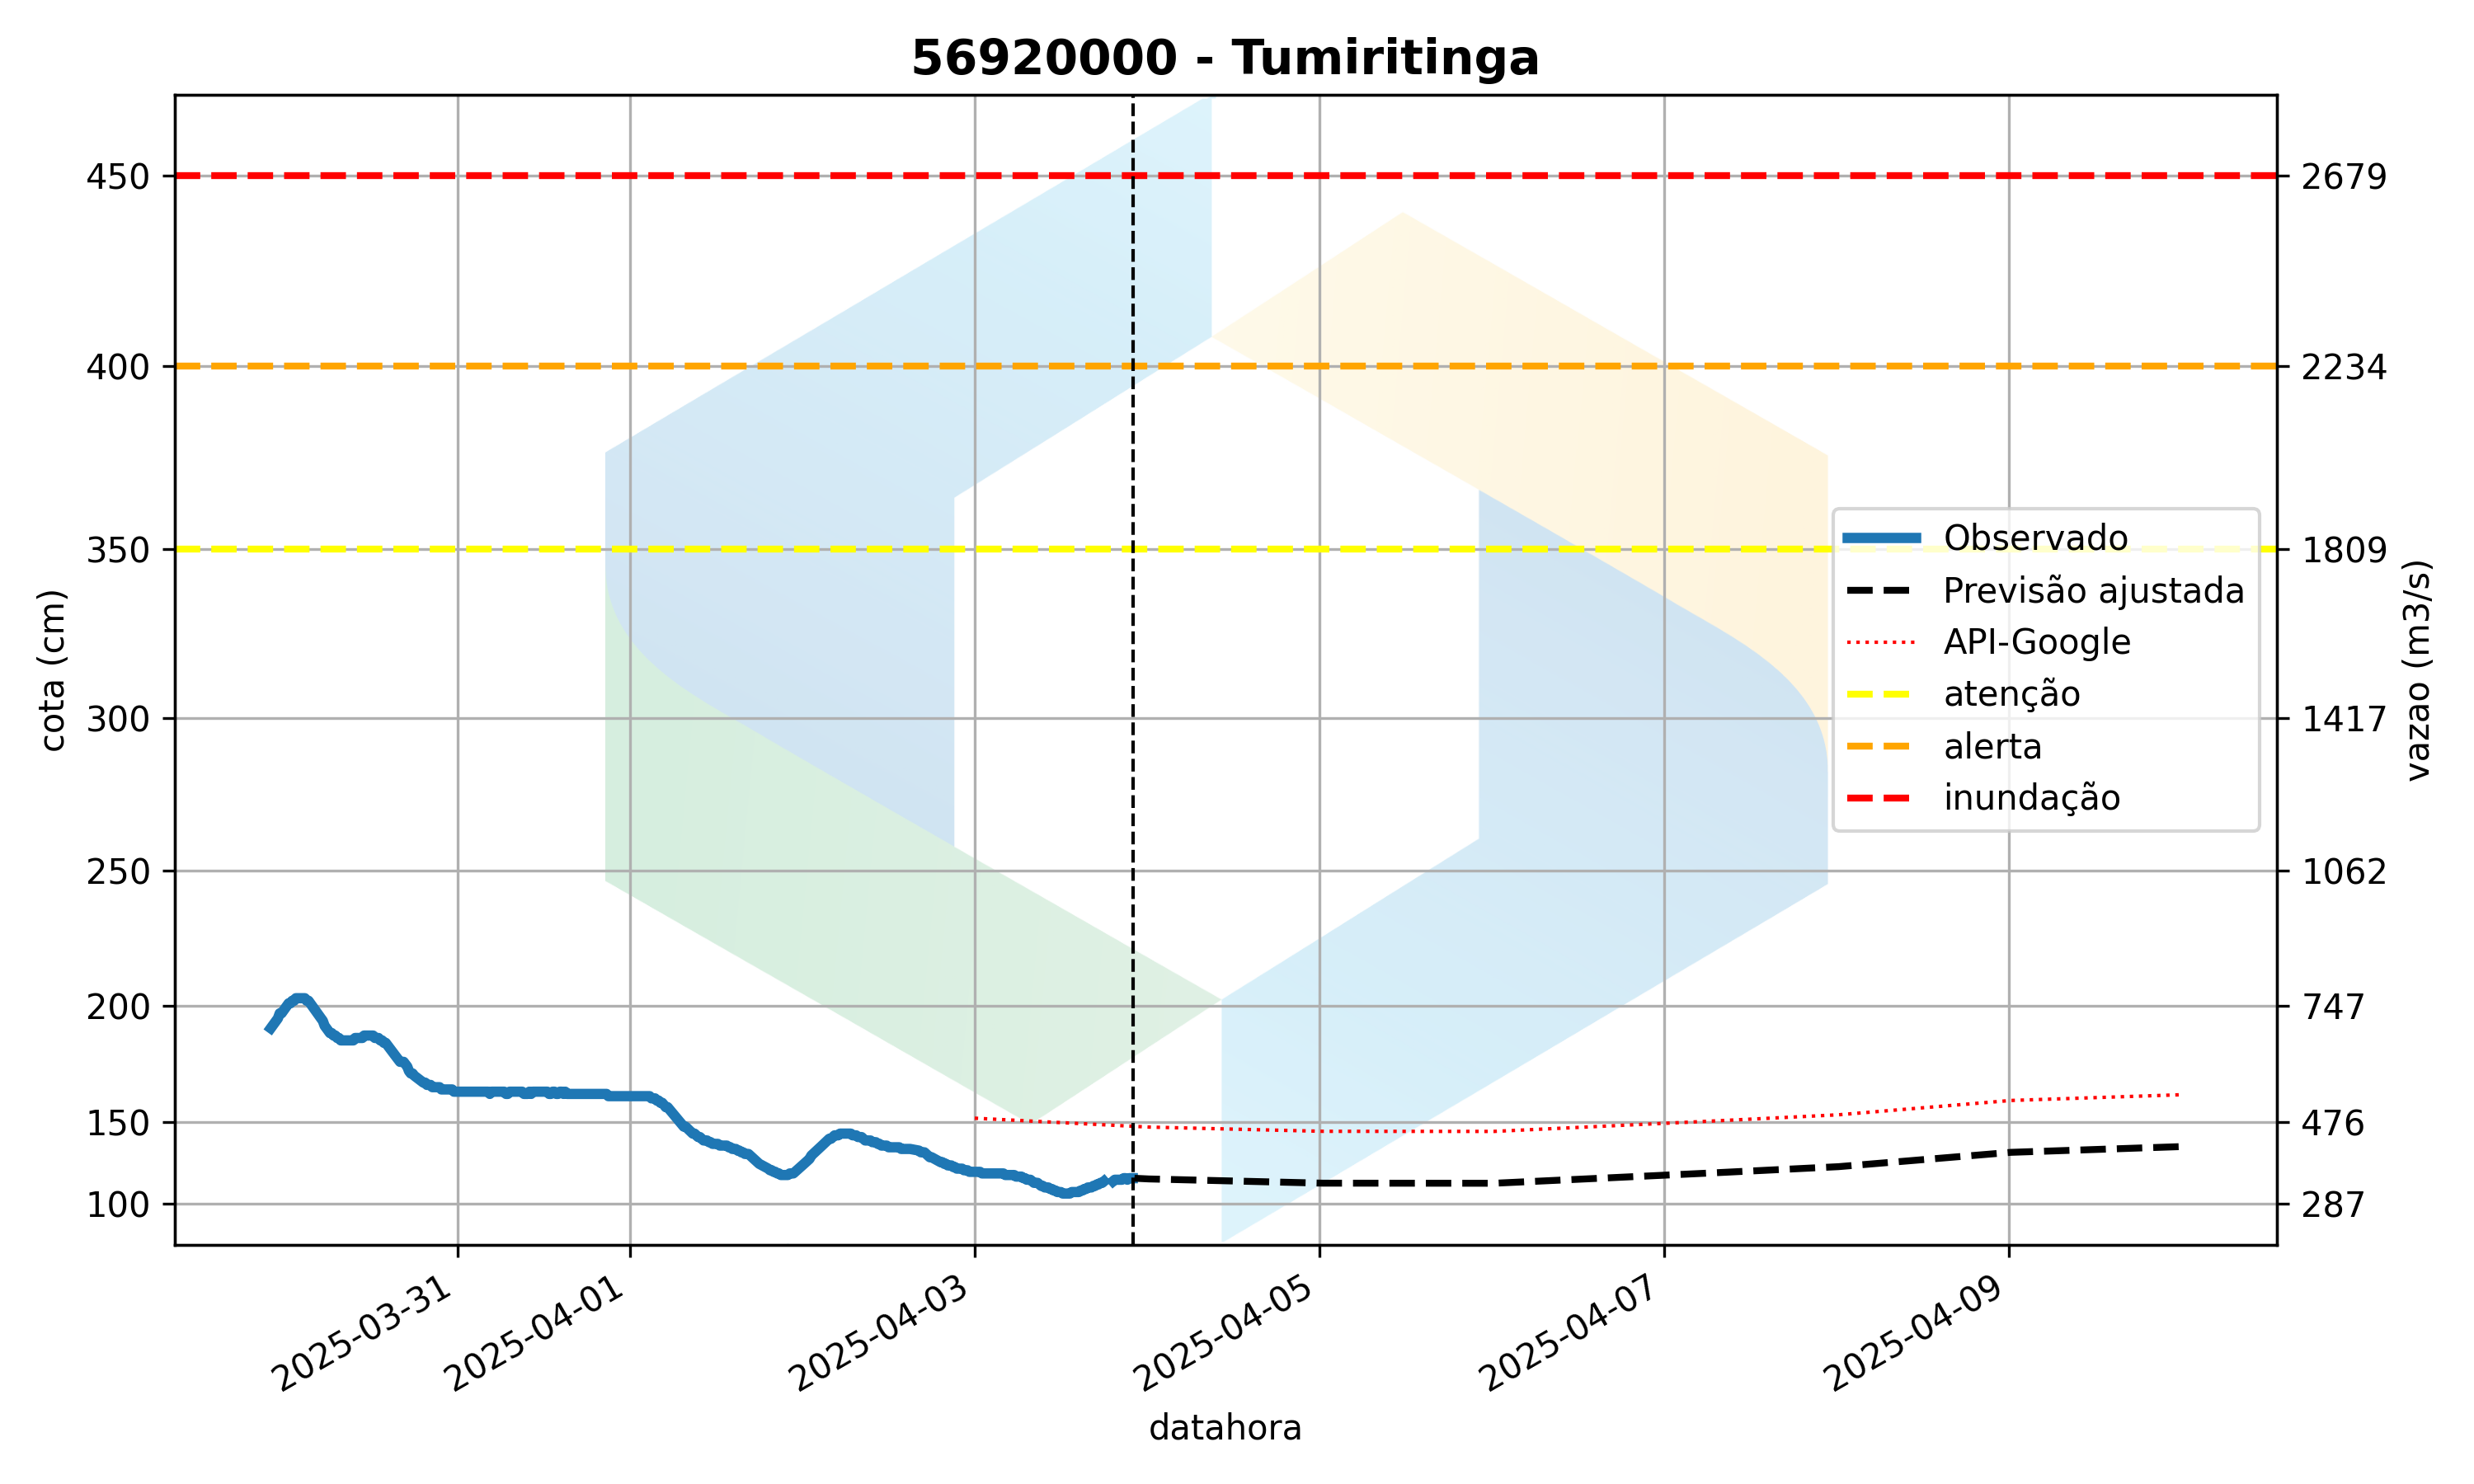 56920000 - Tumiritinga
cota (cm)
450
400
350
300
250
200
150
100
2679
2234
1809
1417
1062
747
476
287
vazao (m3/s)
Observado
Previsão ajustada
API-Google
atenção
alerta
inundação
2025-03-31
2025-04-01
2025-04-03
2025-04-05
2025-04-07
2025-04-09
datahora